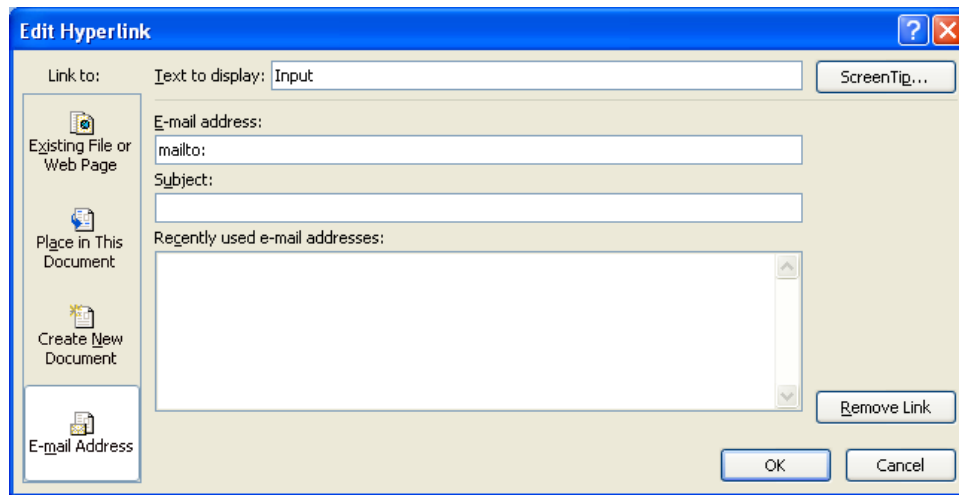 Edit Hyperlink
Link to:
Text to display: Input
ScreenTip...
Existing File or
Web Page
Place in This
Document
Create New
Document
E-mail Address
E-mail address:
mailto:
Subject:
Recently used e-mail addresses:
Remove Link
OK
Cancel